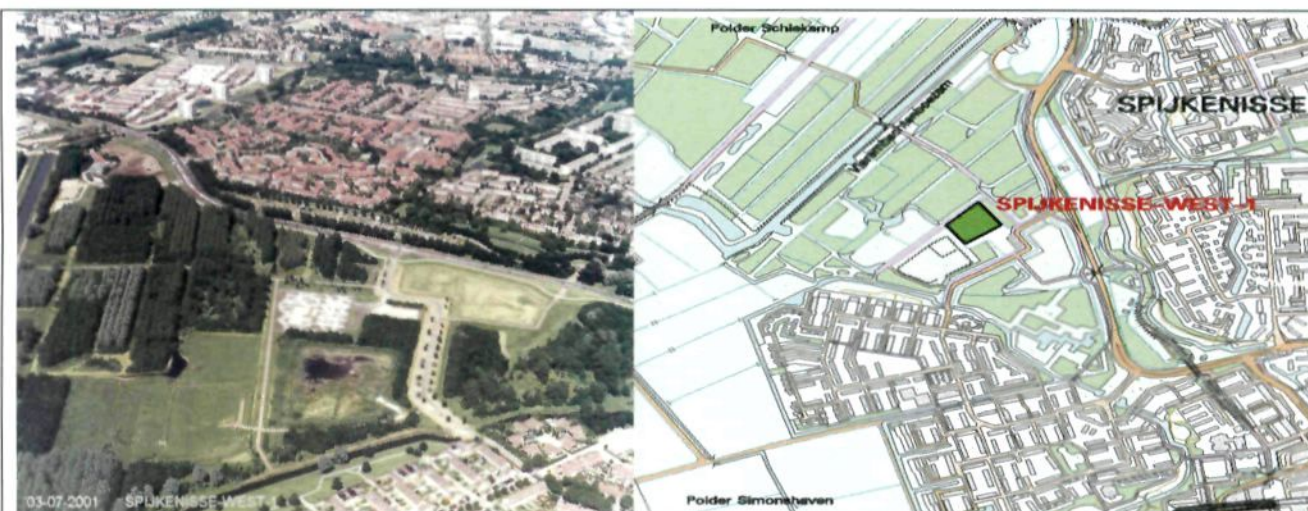 03-07-2001 SPIJKENISSE-WEST-1
Polder Schiekamp
SPIJKENISSE
SPIJKENISSE-WEST-1
Polder Simonshaven